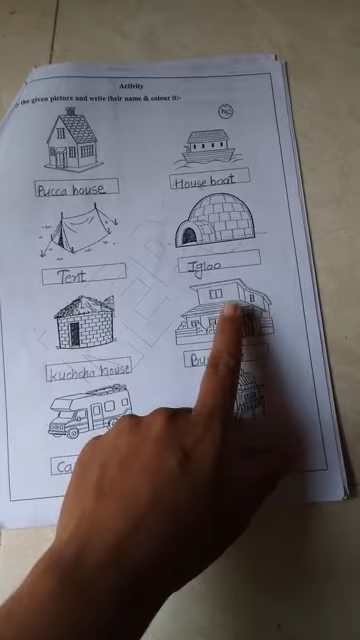 Activity
the given picture and write their name & colour it:-
Pucca house
House boat
Tent
Igloo
kuchcha house